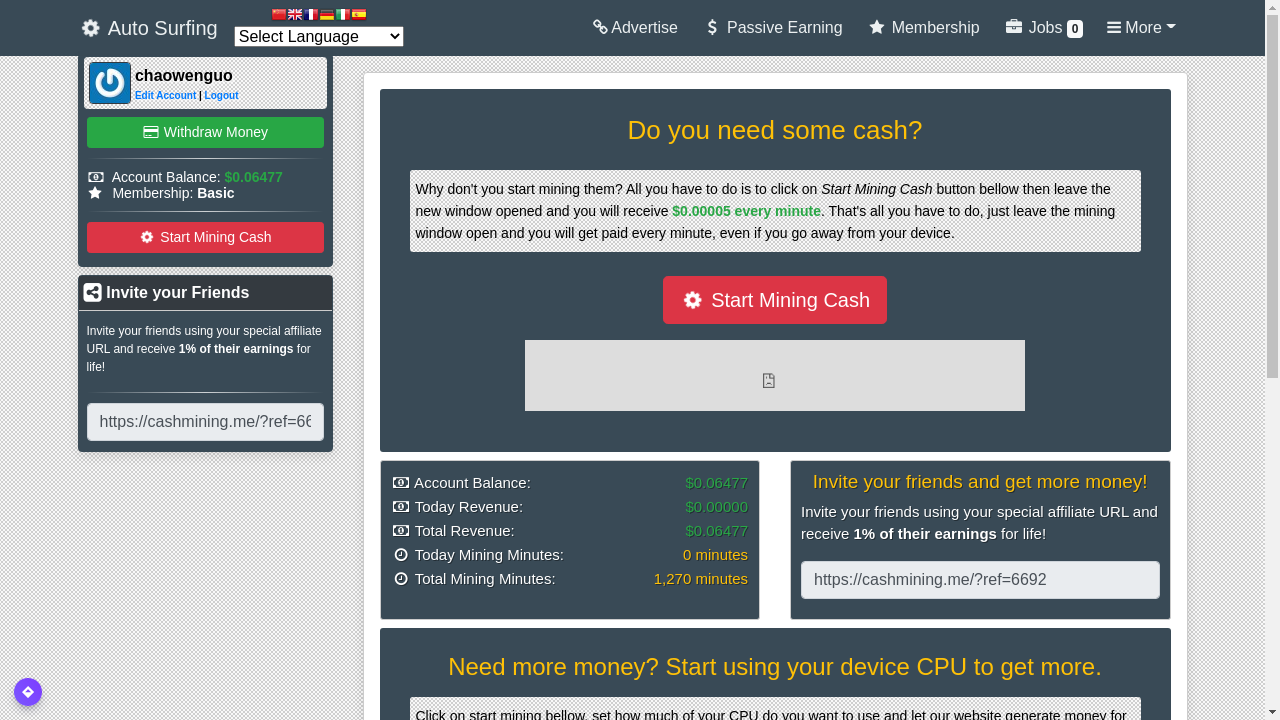 Auto Surfing
Select Language
Advertise
Passive Earning
Membership
Jobs 0
More
chaowenguo
Edit Account | Logout
Withdraw Money
Account Balance: $0.06477
Membership: Basic
Start Mining Cash
Invite your Friends
Invite your friends using your special affiliate
URL and receive 1% of their earnings for
life!
https://cashmining.me/?ref=66
Do you need some cash?
Why don't you start mining them? All you have to do is to click on Start Mining Cash button bellow then leave the
new window opened and you will receive $0.00005 every minute. That's all you have to do, just leave the mining
window open and you will get paid every minute, even if you go away from your device.
Start Mining Cash
Account Balance: $0.06477
Today Revenue: $0.00000
Total Revenue: $0.06477
Today Mining Minutes: 0 minutes
Total Mining Minutes: 1,270 minutes
Invite your friends and get more money!
Invite your friends using your special affiliate URL and
receive 1% of their earnings for life!
https://cashmining.me/?ref=6692
Need more money? Start using your device CPU to get more.
Click on start mining bellow, set how much of your CPU do you want to use and let our website generate money for